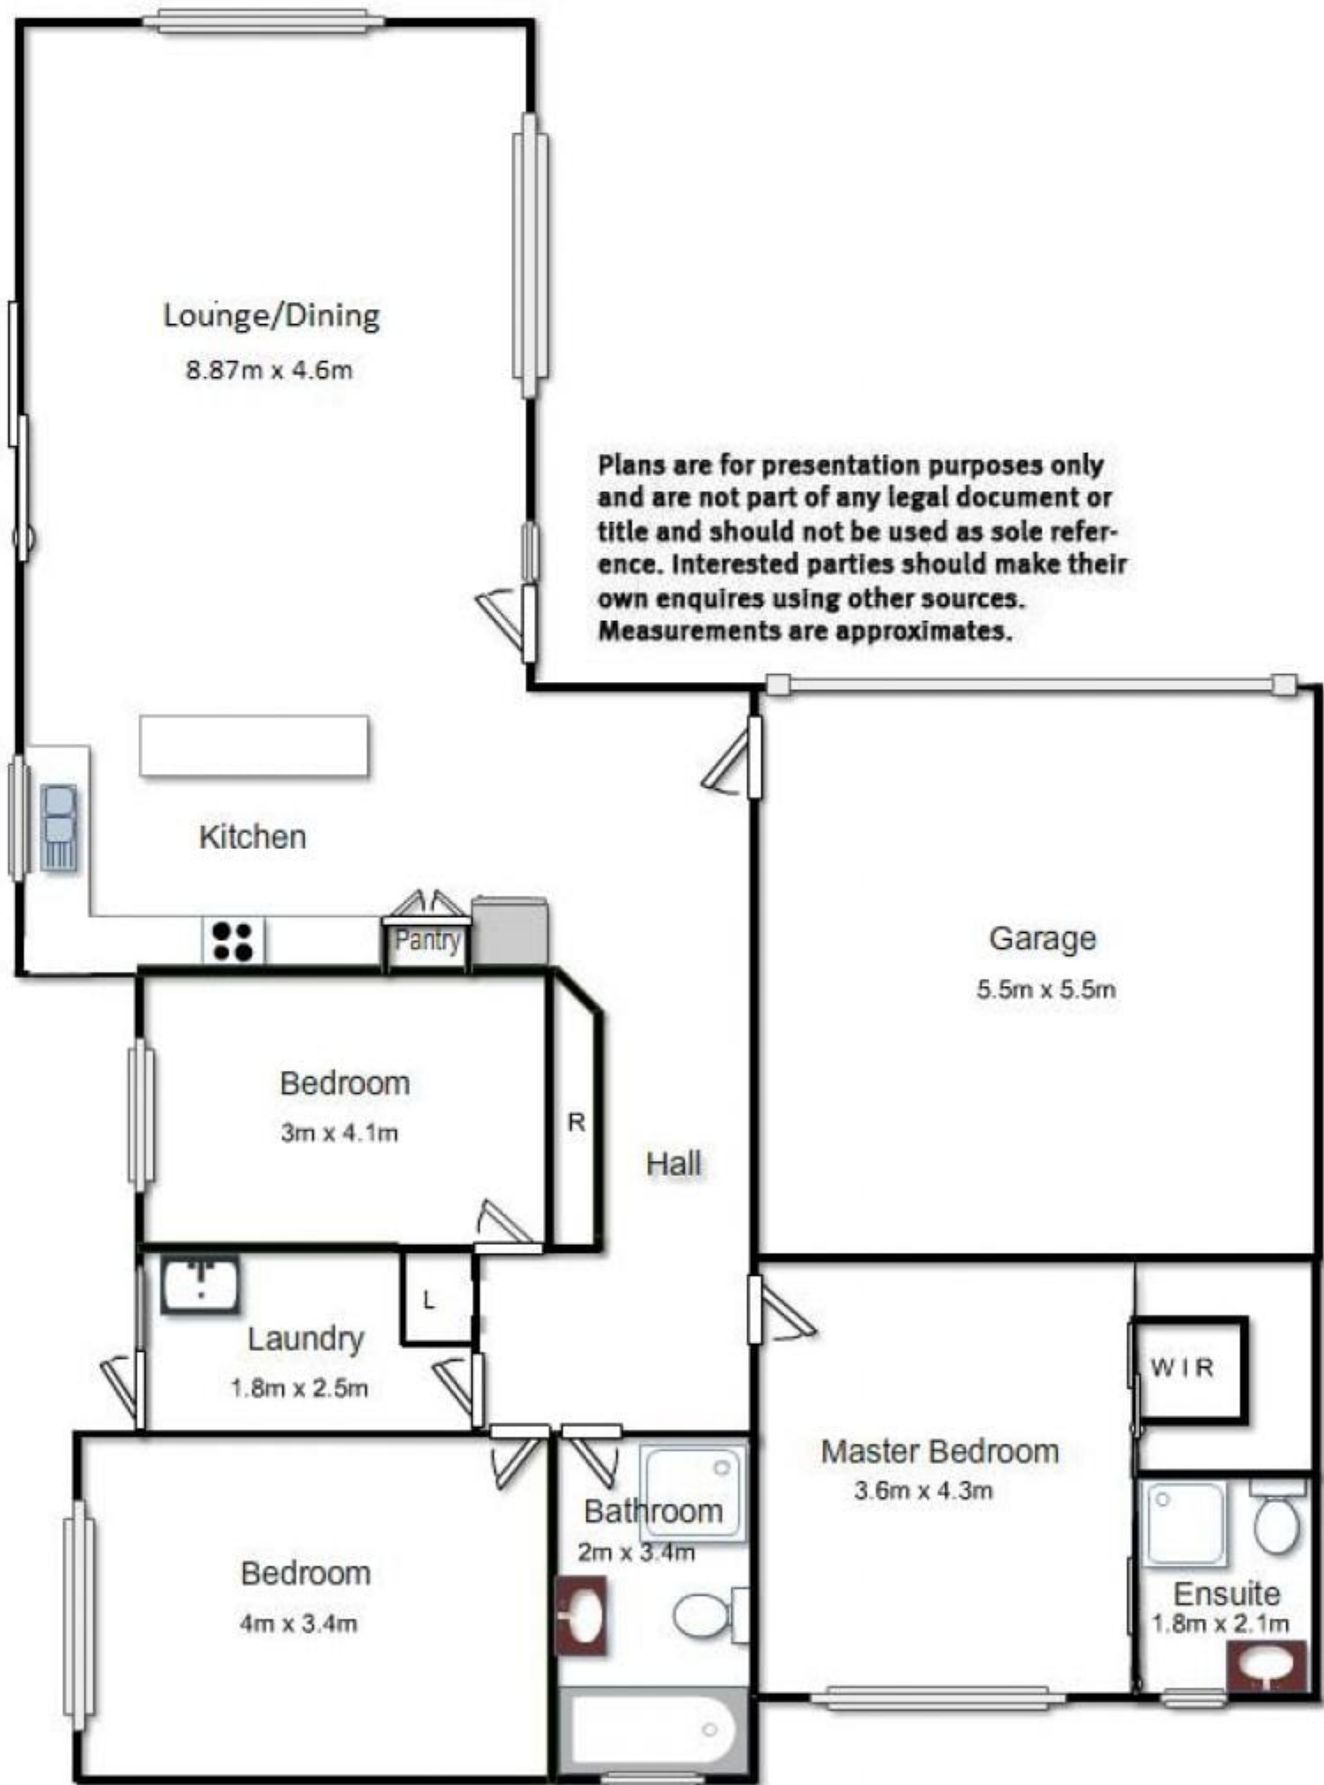 Lounge/Dining
8.87m x 4.6m
Plans are for presentation purposes only
and are not part of any legal document or
title and should not be used as sole refer-
ence. Interested parties should make their
own enquires using other sources.
Measurements are approximates.
Kitchen
Pantry
Garage
5.5m x 5.5m
Bedroom
3m x 4.1m
R
Hall
L
Laundry
1.8m x 2.5m
W I R
Master Bedroom
3.6m x 4.3m
Bathroom
2m x 3.4m
Bedroom
4m x 3.4m
Ensuite
1.8m x 2.1m